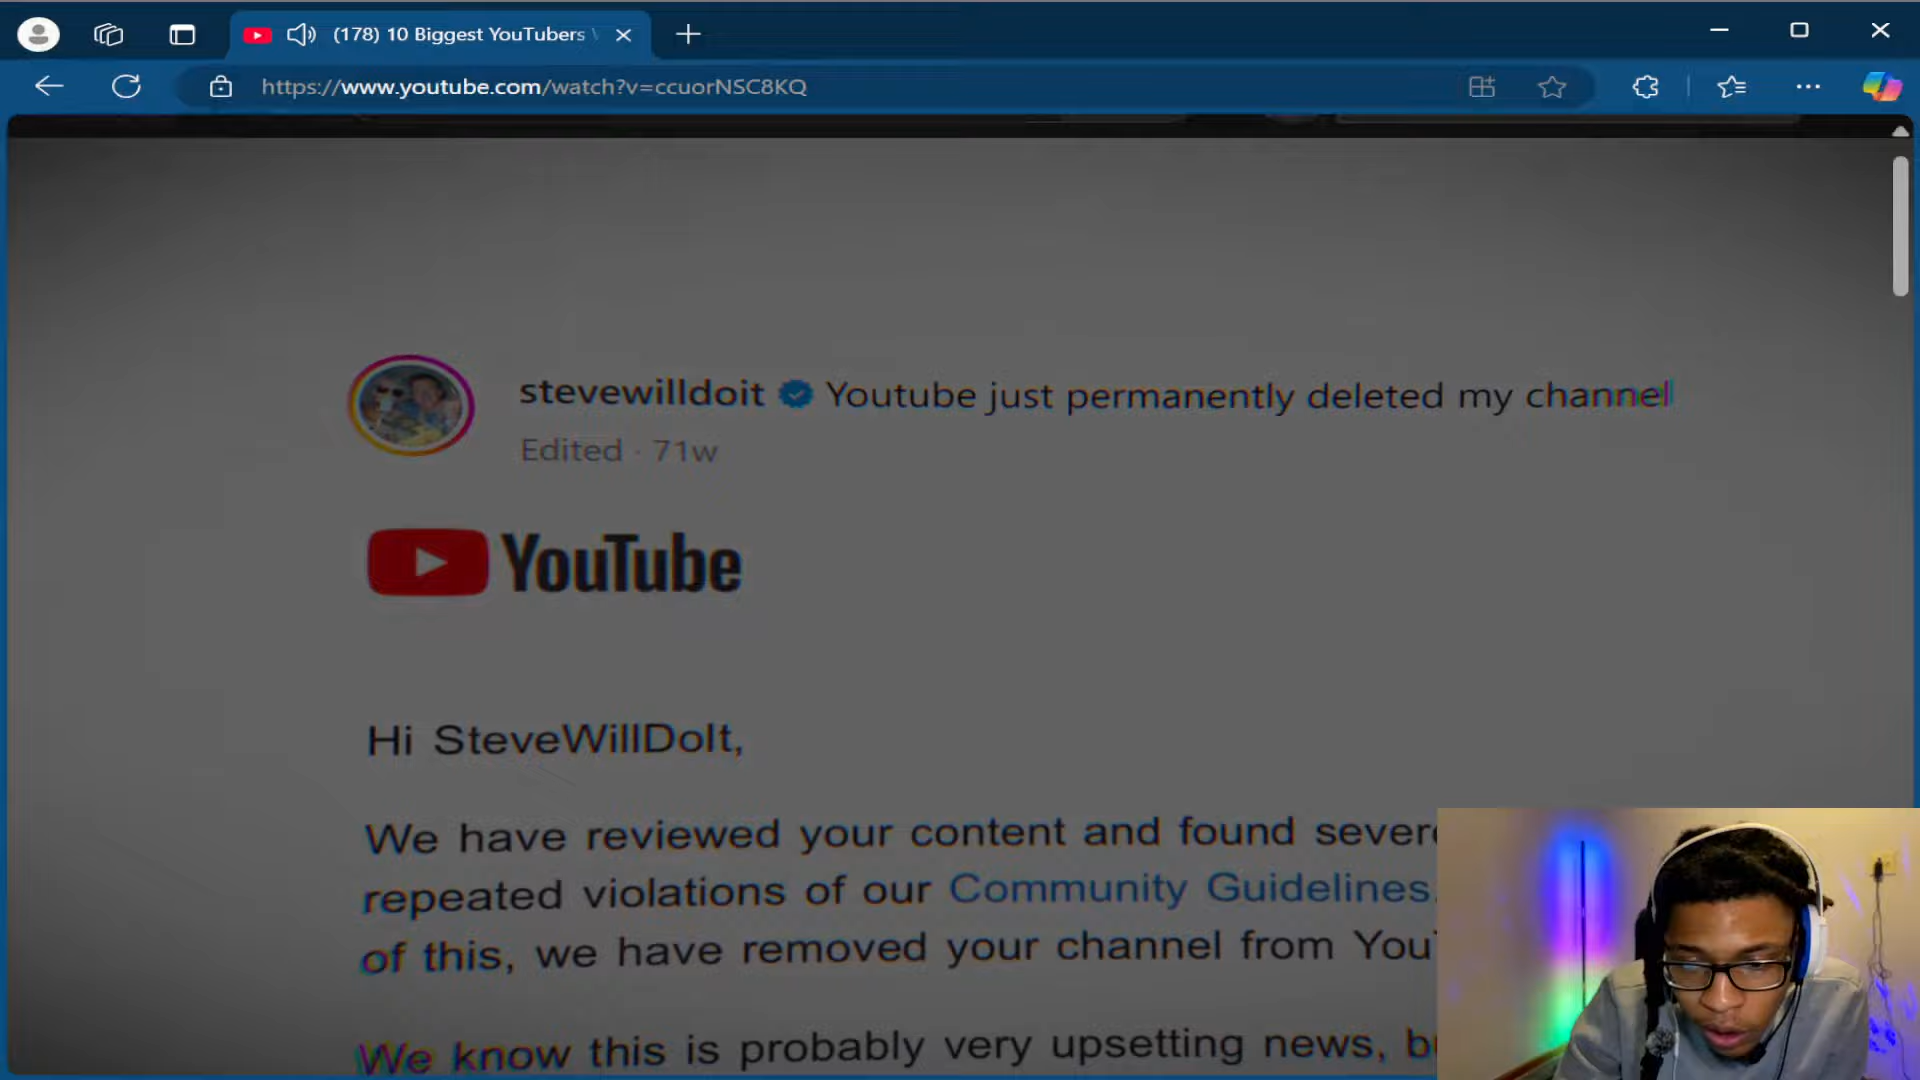 (178) 10 Biggest YouTubers
https://www.youtube.com/watch?v=ccuorNSC8KQ
stevewilldoit Youtube just permanently deleted my channel
Edited · 71w
YouTube
Hi SteveWillDoIt,
We have reviewed your content and found
repeated violations of our Community Guidelines.
of this, we have removed your channel from
We know this is probably very upsetting news,